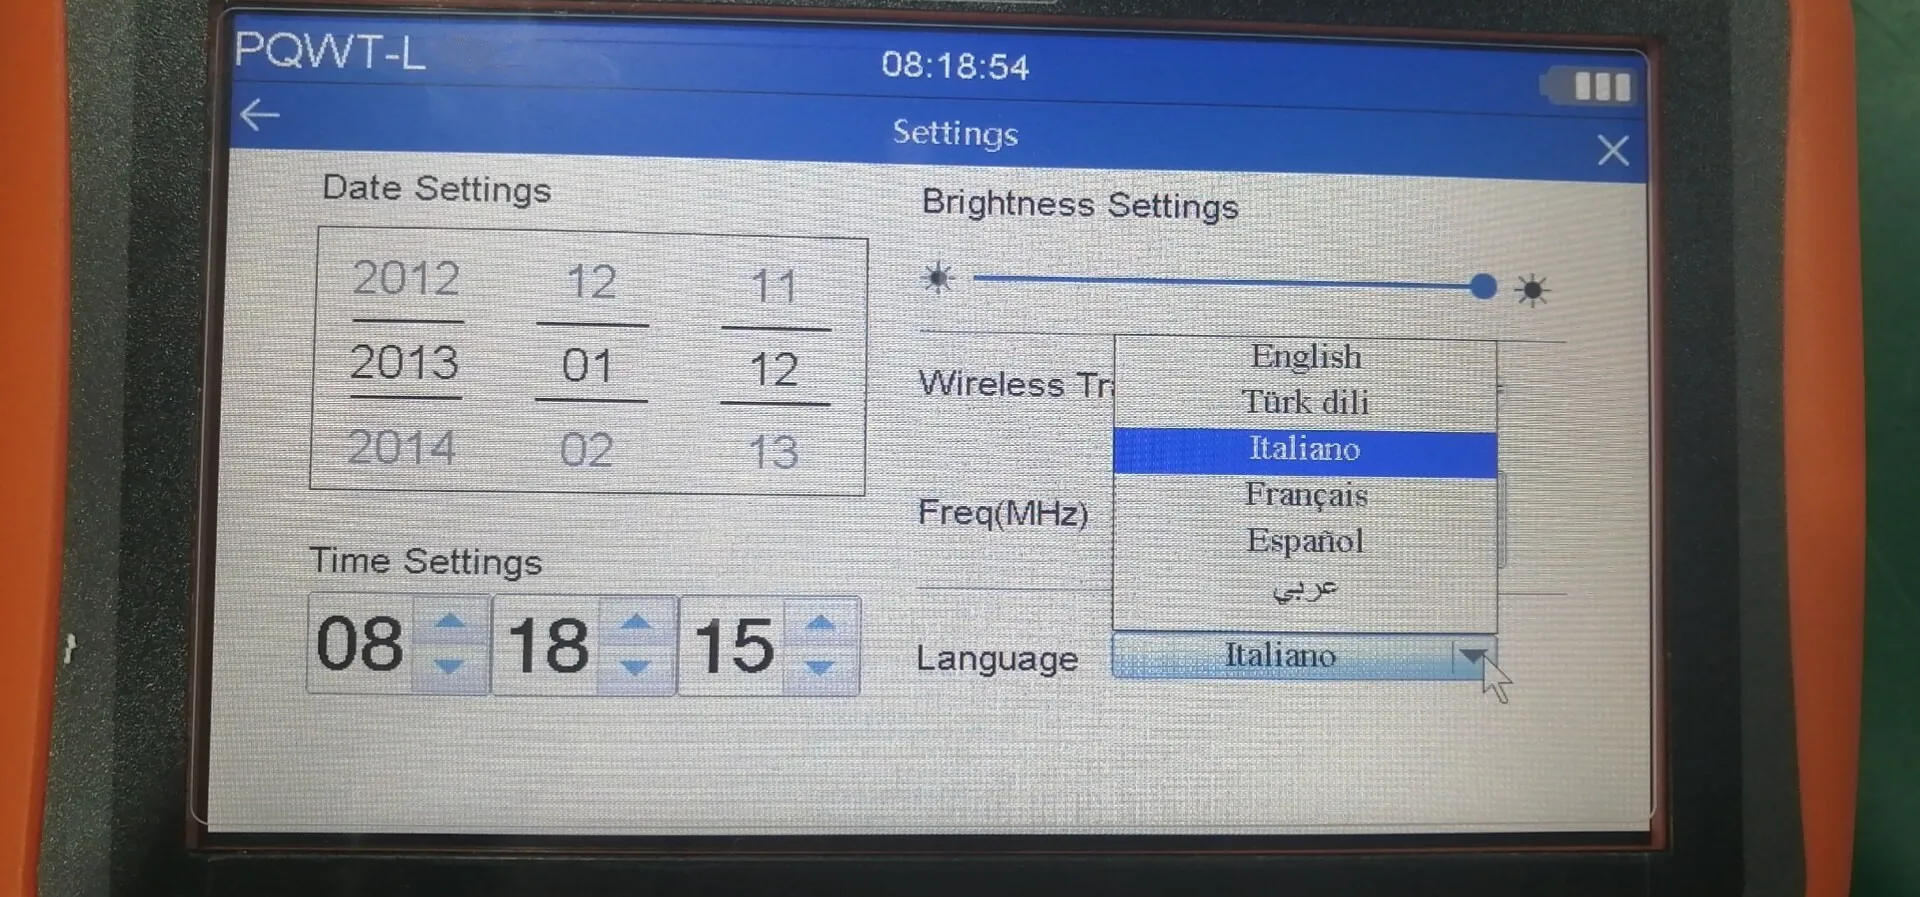 PQWT-L
08:18:54
Settings
Date Settings
2012 12 11
2013 01 12
2014 02 13
Time Settings
08 18 15
Brightness Settings
Wireless
Freq(MHz)
Language
English
Türk dili
Italiano
Français
Español
عربي
Italiano